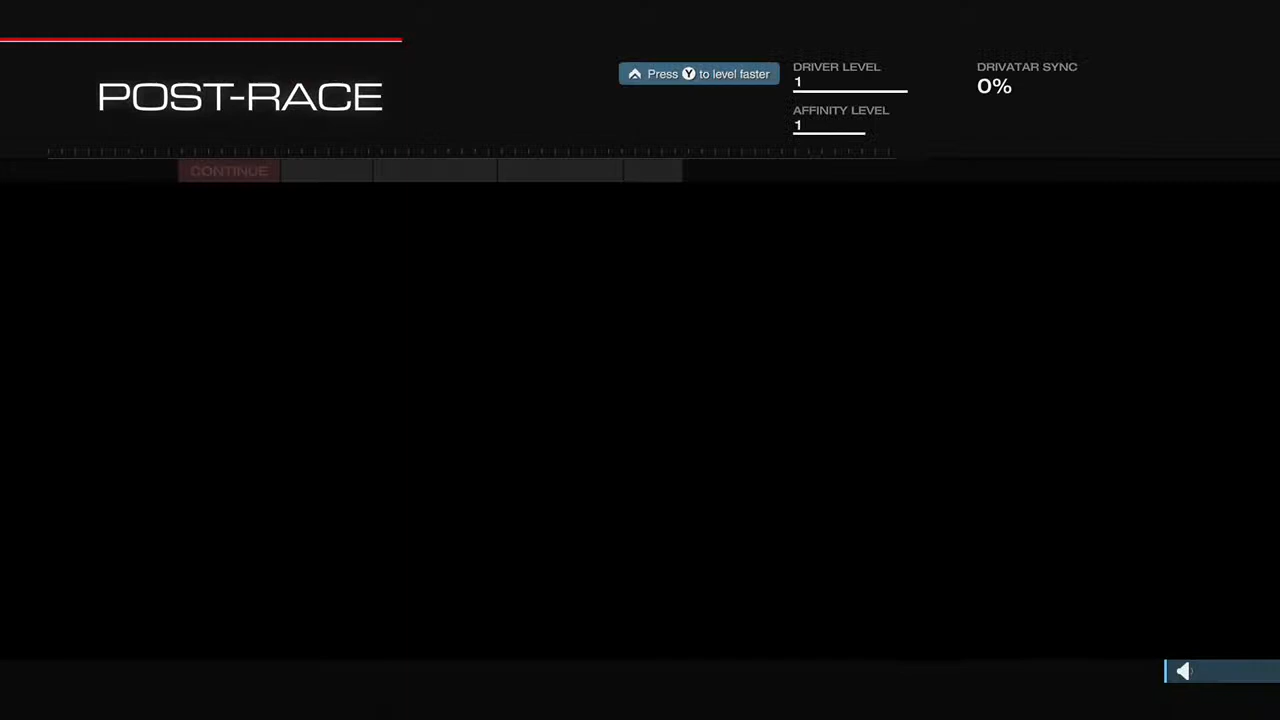 POST-RACE
Press Y to level faster
DRIVER LEVEL
1
AFFINITY LEVEL
1
DRIVATAR SYNC
0%
CONTINUE